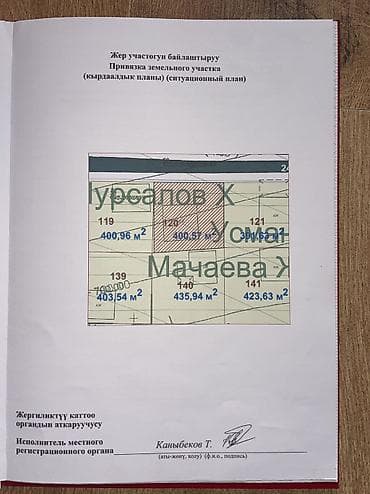 Жер участогун байлаштыруу
Привязка земельного участка
(кырдаалдык планы) (ситуационный план)
Нурсалов Х
119 120 121
400,96 м2 400,57 м2
Усман
Мачаева Х
139 140 141
403,54 м2 435,94 м2 423,63 м2
Жергиликтүү каттоо
органдын аткаруучусу
Исполнитель местного
регистрационного органа Каныбеков Т.
(аты-жөнү, колу) (ф.и.о., подпись)